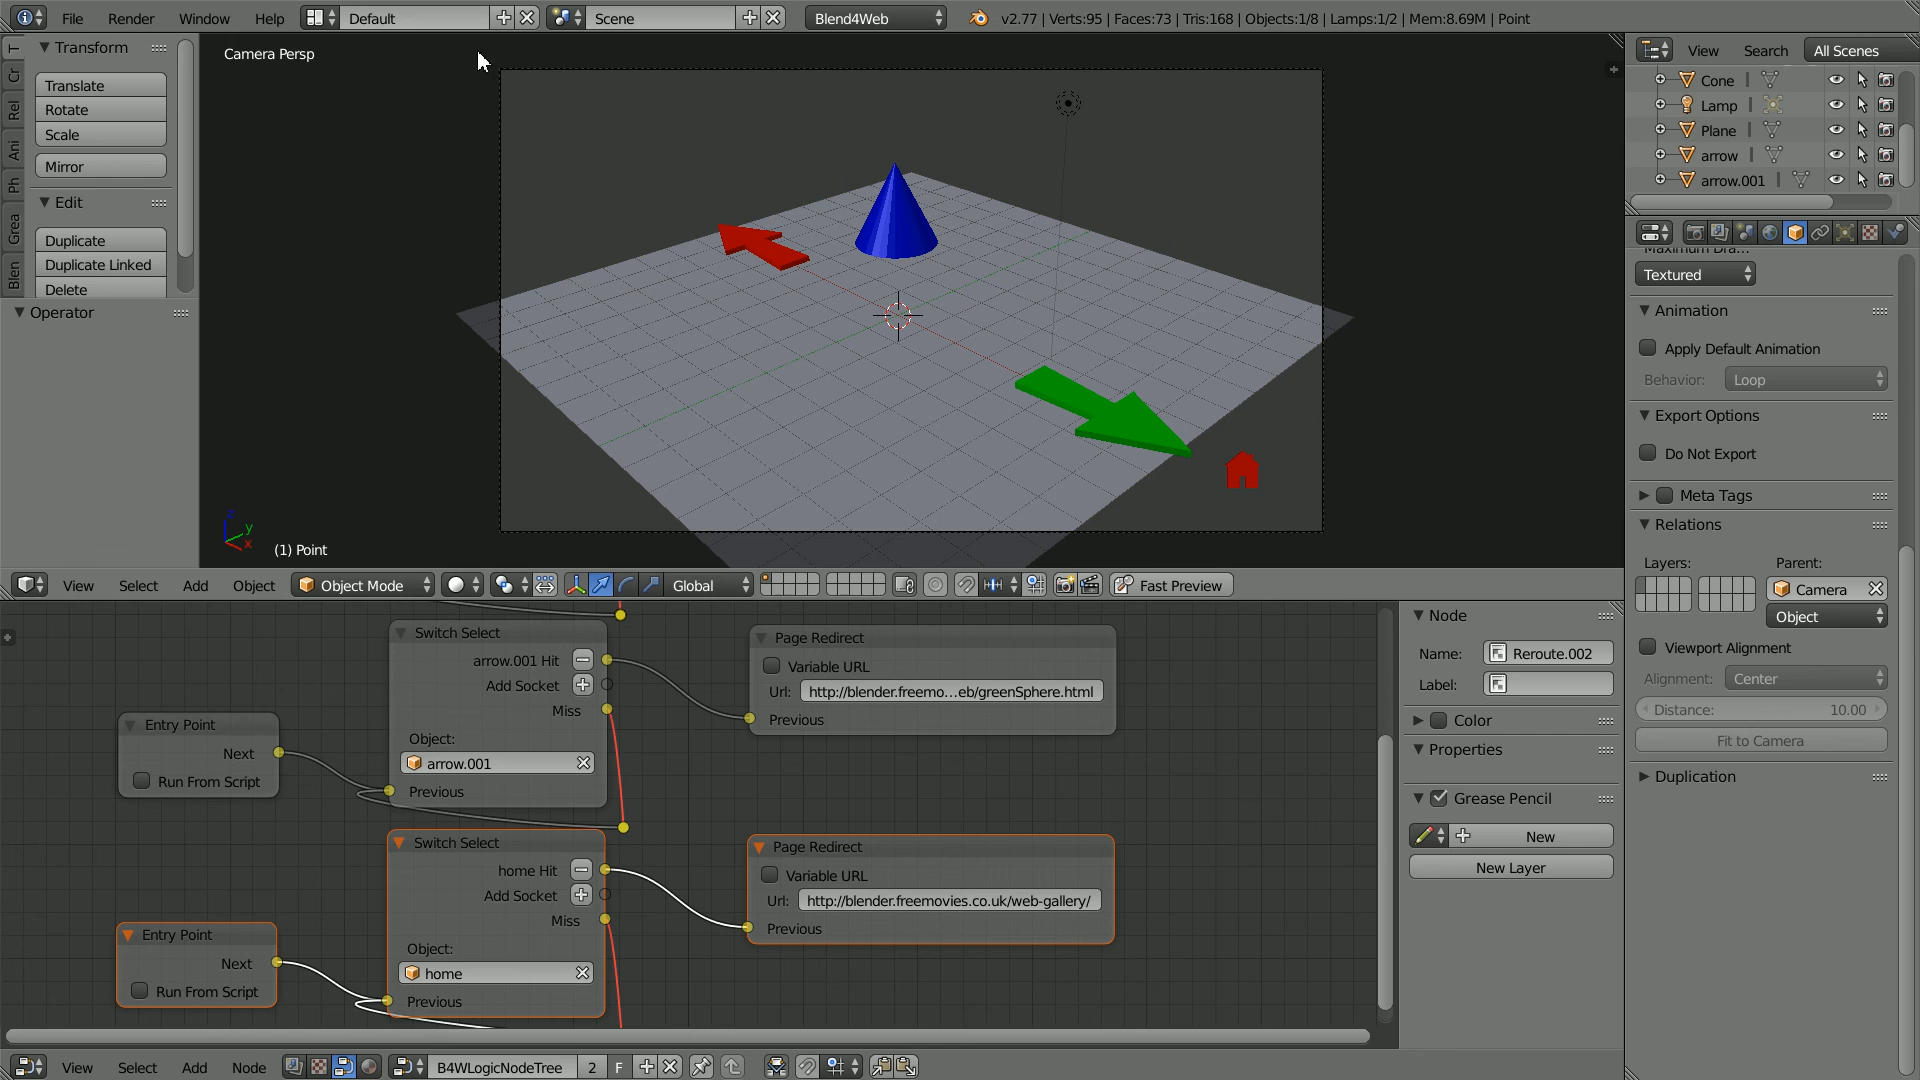 File Render Window Help Default Scene Blend4Web v2.77 | Verts:95 | Faces:73 | Tris:168 | Objects:1/8 | Lamps:1/2 | Mem:8.69M | Point
T
Cr
Rel
Ani
Ph
Grea
Blen
Transform
Translate
Rotate
Scale
Mirror
Edit
Duplicate
Duplicate Linked
Delete
Operator
Camera Persp
z
y
x
(1) Point
View Search All Scenes
Cone
Lamp
Plane
arrow
arrow.001
Maximum Dra...
Textured
Animation
Apply Default Animation
Behavior: Loop
Export Options
Do Not Export
Meta Tags
Relations
Layers: Parent:
Camera
Object
Viewport Alignment
Alignment: Center
Distance: 10.00
Fit to Camera
Duplication
View Select Add Object Object Mode Global Fast Preview
Entry Point
Next
Run From Script
Switch Select
arrow.001 Hit
Add Socket
Miss
Object:
arrow.001
Previous
Page Redirect
Variable URL
Url: http://blender.freemo...eb/greenSphere.html
Previous
Entry Point
Next
Run From Script
Switch Select
home Hit
Add Socket
Miss
Object:
home
Previous
Page Redirect
Variable URL
Url: http://blender.freemovies.co.uk/web-gallery/
Previous
Node
Name: Reroute.002
Label:
Color
Properties
Grease Pencil
New
New Layer
View Select Add Node B4WLogicNodeTree 2 F